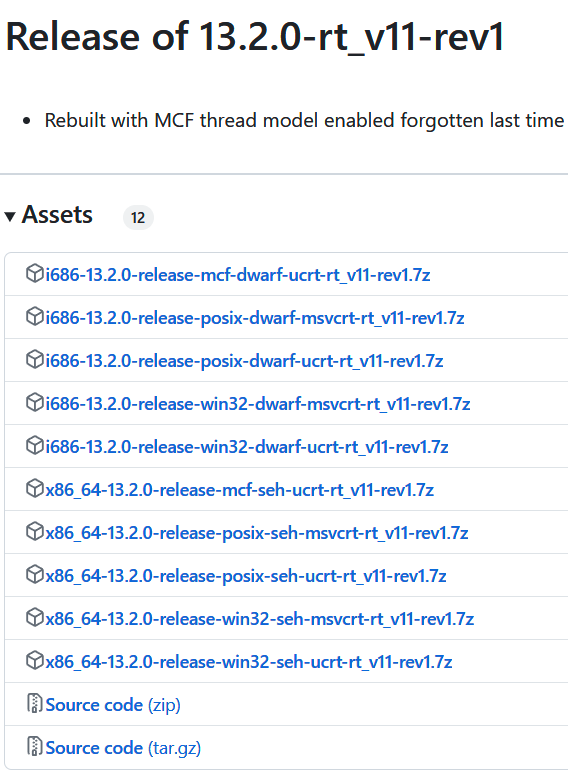 Release of 13.2.0-rt_v11-rev1
Rebuilt with MCF thread model enabled forgotten last time
Assets 12
i686-13.2.0-release-mcf-dwarf-ucrt-rt_v11-rev1.7z
i686-13.2.0-release-posix-dwarf-msvcrt-rt_v11-rev1.7z
i686-13.2.0-release-posix-dwarf-ucrt-rt_v11-rev1.7z
i686-13.2.0-release-win32-dwarf-msvcrt-rt_v11-rev1.7z
i686-13.2.0-release-win32-dwarf-ucrt-rt_v11-rev1.7z
x86_64-13.2.0-release-mcf-seh-ucrt-rt_v11-rev1.7z
x86_64-13.2.0-release-posix-seh-msvcrt-rt_v11-rev1.7z
x86_64-13.2.0-release-posix-seh-ucrt-rt_v11-rev1.7z
x86_64-13.2.0-release-win32-seh-msvcrt-rt_v11-rev1.7z
x86_64-13.2.0-release-win32-seh-ucrt-rt_v11-rev1.7z
Source code (zip)
Source code (tar.gz)